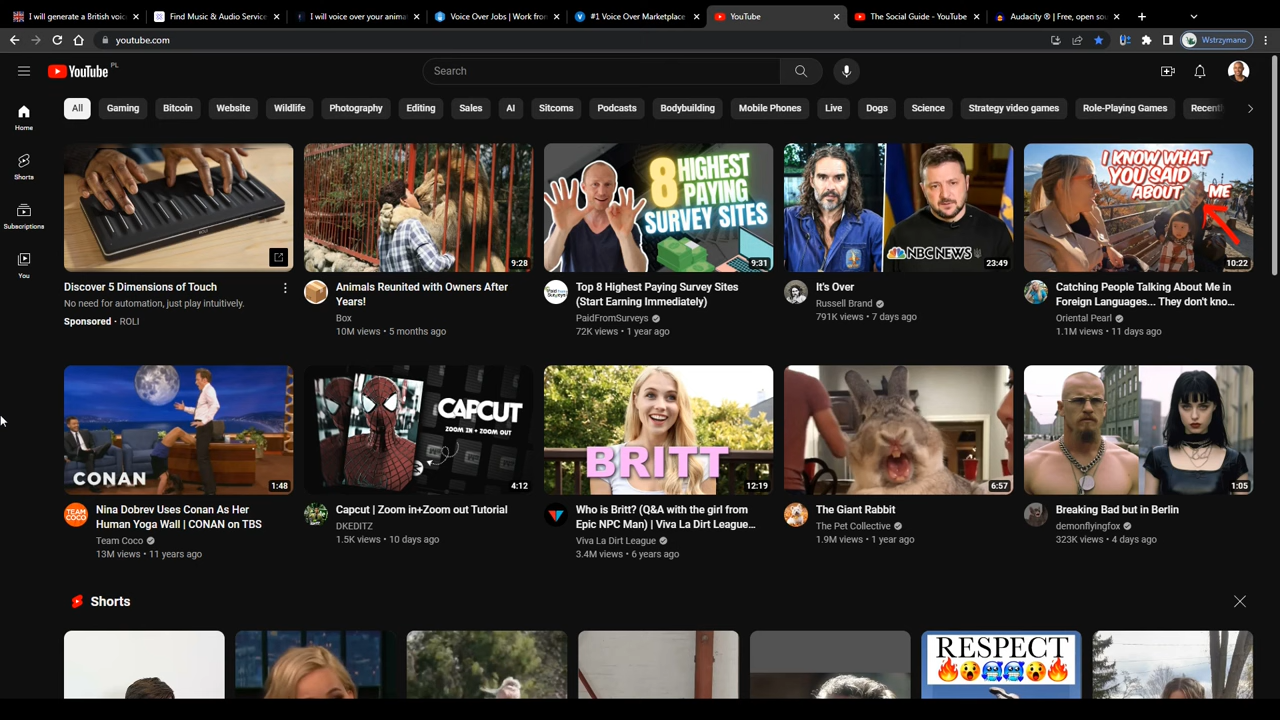 I will generate a British voic
Find Music & Audio Service
I will voice over your anima
Voice Over Jobs | Work from
#1 Voice Over Marketplace
YouTube
The Social Guide - YouTube
Audacity ® | Free, open sou
youtube.com
Wstrzymano
YouTube PL
Search
All
Gaming
Bitcoin
Website
Wildlife
Photography
Editing
Sales
AI
Sitcoms
Podcasts
Bodybuilding
Mobile Phones
Live
Dogs
Science
Strategy video games
Role-Playing Games
Recentl
Home
Shorts
Subscriptions
You
9:28
8 HIGHEST
PAYING
SURVEY SITES
9:31
NBC NEWS
23:49
I KNOW WHAT
YOU SAID
ABOUT ME
10:22
Discover 5 Dimensions of Touch
No need for automation, just play intuitively.
Sponsored · ROLI
Animals Reunited with Owners After
Years!
Box
10M views • 5 months ago
Top 8 Highest Paying Survey Sites
(Start Earning Immediately)
PaidFromSurveys
72K views • 1 year ago
It's Over
Russell Brand
791K views • 7 days ago
Catching People Talking About Me in
Foreign Languages... They don't kno...
Oriental Pearl
1.1M views • 11 days ago
CONAN
1:48
CAPCUT
ZOOM IN + ZOOM OUT
4:12
BRITT
12:19
6:57
1:05
TEAM
COCO
Nina Dobrev Uses Conan As Her
Human Yoga Wall | CONAN on TBS
Team Coco
13M views • 11 years ago
Capcut | Zoom in+Zoom out Tutorial
DKEDITZ
1.5K views • 10 days ago
Who is Britt? (Q&A with the girl from
Epic NPC Man) | Viva La Dirt League...
Viva La Dirt League
3.4M views • 6 years ago
The Giant Rabbit
The Pet Collective
1.9M views • 1 year ago
Breaking Bad but in Berlin
demonflyingfox
323K views • 4 days ago
Shorts
RESPECT